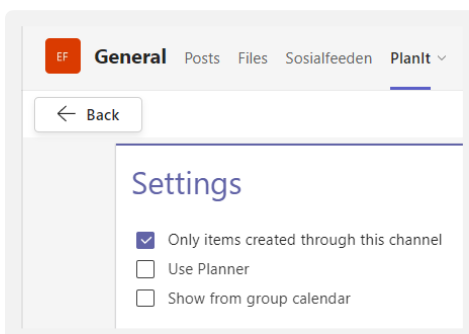 EF General Posts Files Sosialfeeden PlanIt
Back
Settings
Only items created through this channel
Use Planner
Show from group calendar